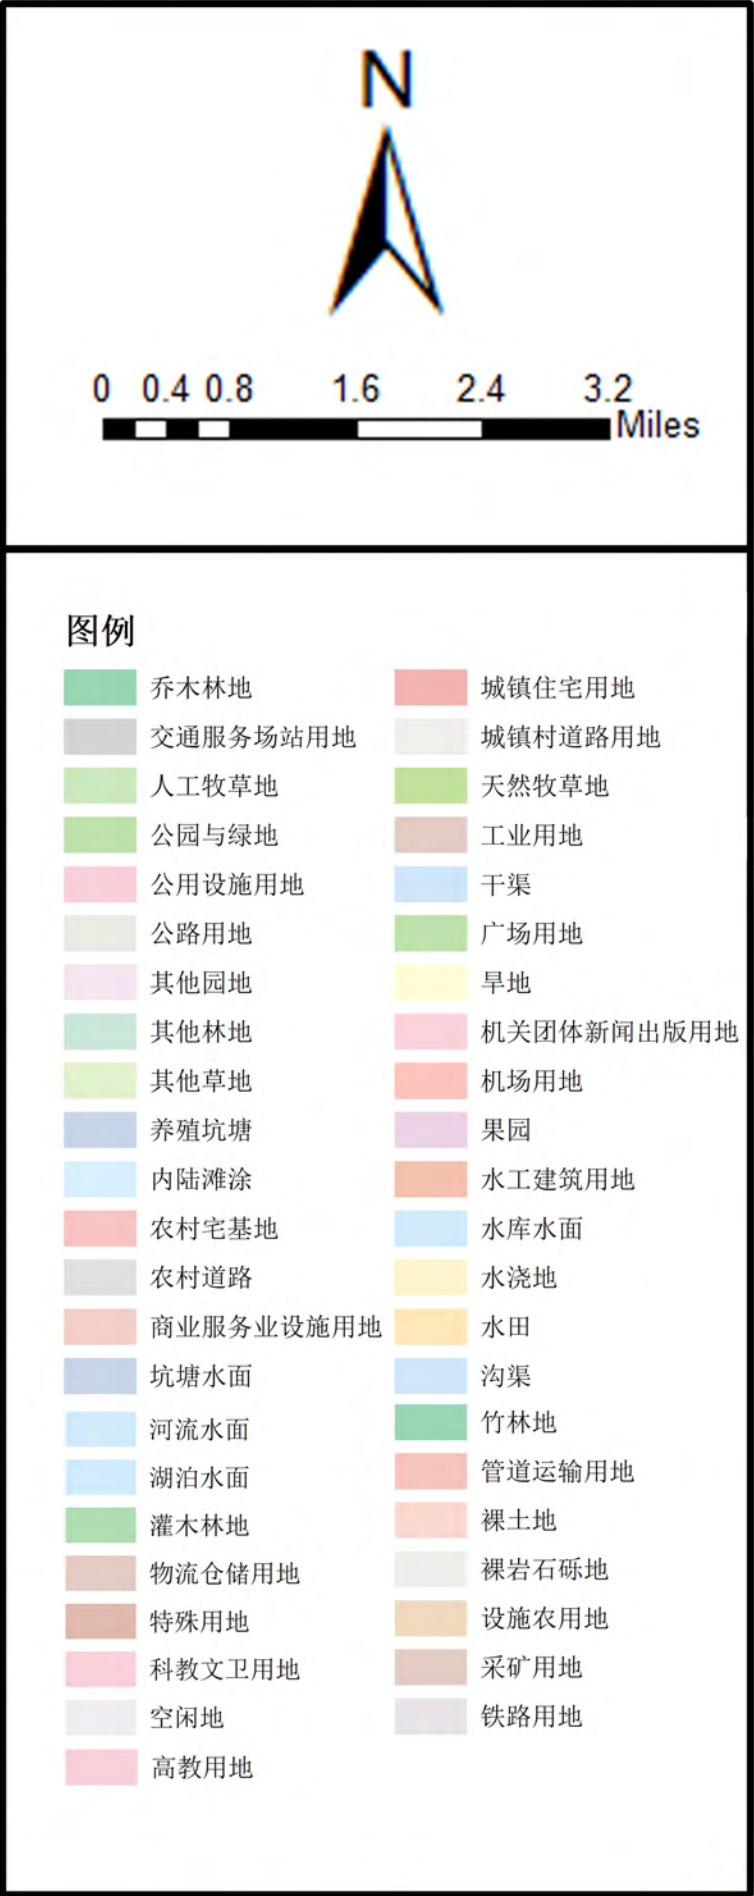 N
0 0.4 0.8 1.6 2.4 3.2
Miles
图例
乔木林地
交通服务场站用地
人工牧草地
公园与绿地
公用设施用地
公路用地
其他园地
其他林地
其他草地
养殖坑塘
内陆滩涂
农村宅基地
农村道路
商业服务业设施用地
坑塘水面
河流水面
湖泊水面
灌木林地
物流仓储用地
特殊用地
科教文卫用地
空闲地
高教用地
城镇住宅用地
城镇村道路用地
天然牧草地
工业用地
干渠
广场用地
旱地
机关团体新闻出版用地
机场用地
果园
水工建筑用地
水库水面
水浇地
水田
沟渠
竹林地
管道运输用地
裸土地
裸岩石砾地
设施农用地
采矿用地
铁路用地